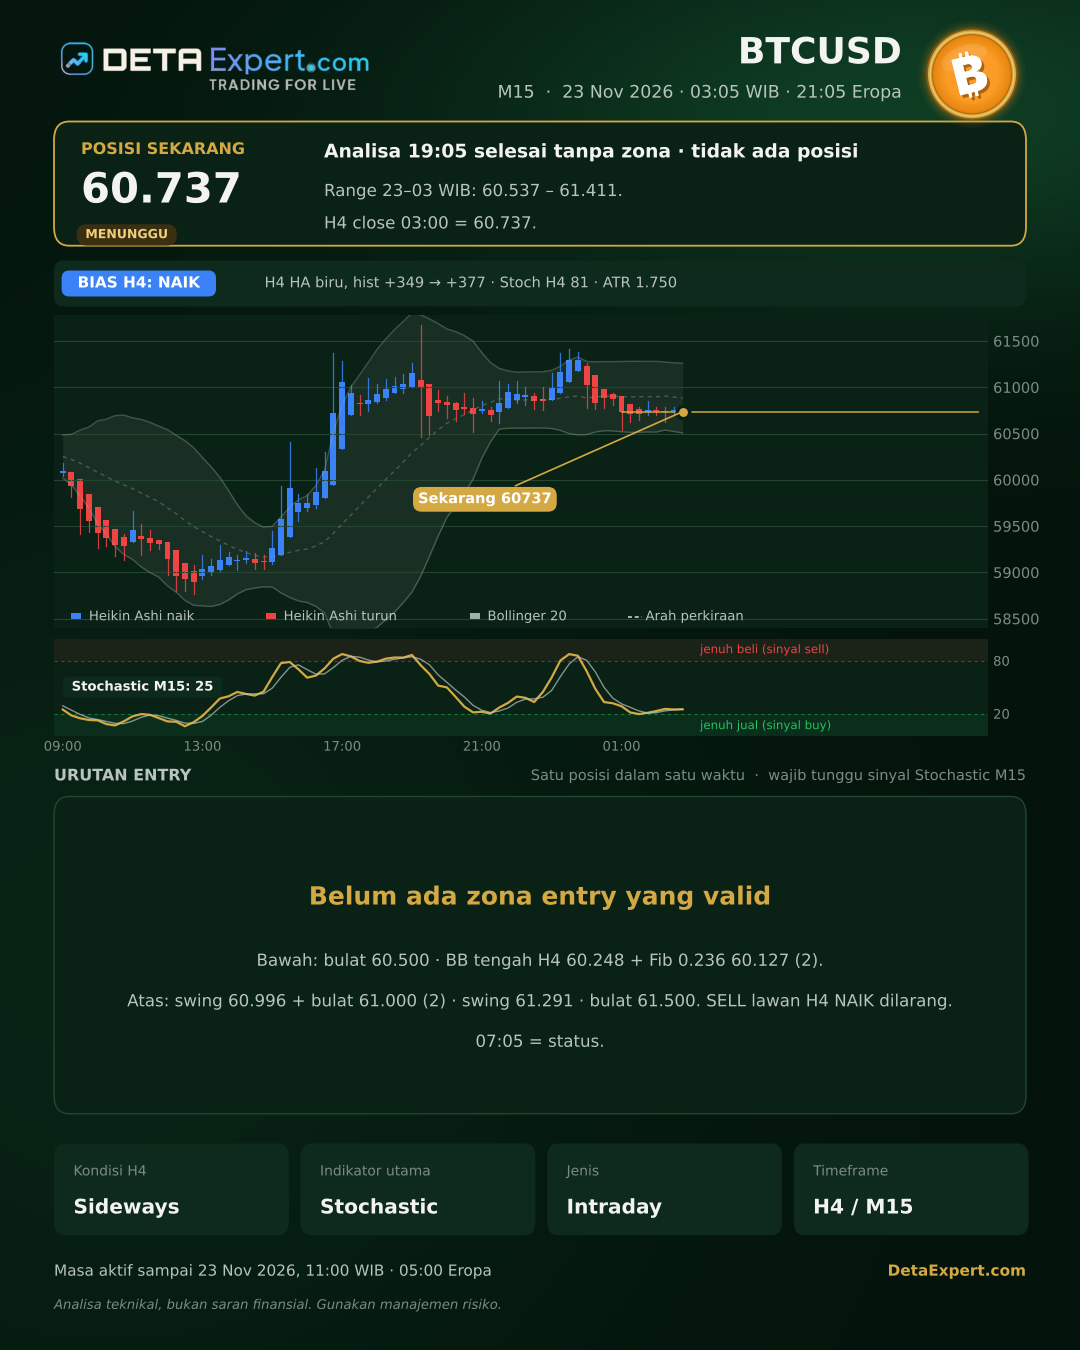 DETA Expert.com
TRADING FOR LIVE
BTCUSD
M15 · 23 Nov 2026 · 03:05 WIB · 21:05 Eropa
POSISI SEKARANG
60.737
MENUNGGU
Analisa 19:05 selesai tanpa zona · tidak ada posisi
Range 23–03 WIB: 60.537 – 61.411.
H4 close 03:00 = 60.737.
BIAS H4: NAIK
H4 HA biru, hist +349 → +377 · Stoch H4 81 · ATR 1.750
61500
61000
60500
60000
59500
59000
58500
Sekarang 60737
Heikin Ashi naik
Heikin Ashi turun
Bollinger 20
Arah perkiraan
jenuh beli (sinyal sell)
80
Stochastic M15: 25
20
jenuh jual (sinyal buy)
09:00 13:00 17:00 21:00 01:00
URUTAN ENTRY
Satu posisi dalam satu waktu · wajib tunggu sinyal Stochastic M15
Belum ada zona entry yang valid
Bawah: bulat 60.500 · BB tengah H4 60.248 + Fib 0.236 60.127 (2).
Atas: swing 60.996 + bulat 61.000 (2) · swing 61.291 · bulat 61.500. SELL lawan H4 NAIK dilarang.
07:05 = status.
Kondisi H4
Sideways
Indikator utama
Stochastic
Jenis
Intraday
Timeframe
H4 / M15
Masa aktif sampai 23 Nov 2026, 11:00 WIB · 05:00 Eropa
DetaExpert.com
Analisa teknikal, bukan saran finansial. Gunakan manajemen risiko.